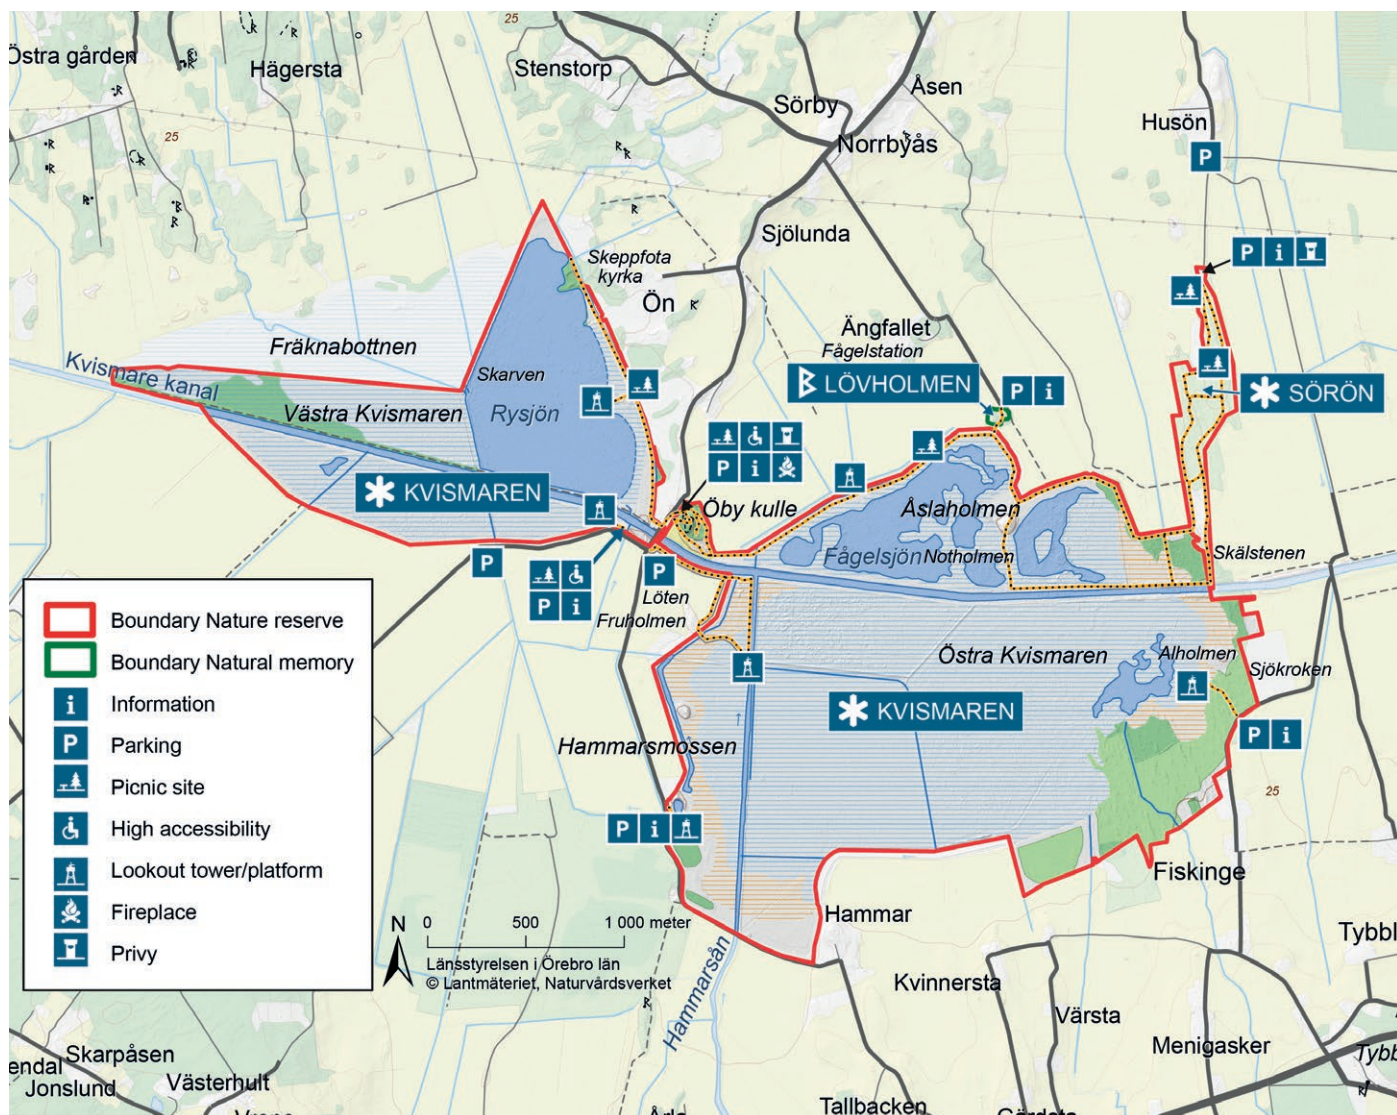 25
Östra gården
Hägersta
Stenstorp
Sörby
Åsen
Norrbyås
Husön
P
25
Sjölunda
Skeppfota
kyrka
Ön
P i
Ängfallet
Fågelstation
LÖVHOLMEN
P i
SÖRÖN
Fräknabottnen
Kvismare kanal
Skarven
Västra Kvismaren
Rysjön
KVISMAREN
P i
Öby kulle
Åslaholmen
Fågelsjön
Notholmen
Skälstenen
P
P i
P
Löten
Fruholmen
Östra Kvismaren
Alholmen
Sjökroken
KVISMAREN
P i
Hammarsmossen
P i
25
Fiskinge
Boundary Nature reserve
Boundary Natural memory
i Information
P Parking
Picnic site
High accessibility
Lookout tower/platform
Fireplace
Privy
N
0 500 1 000 meter
Länsstyrelsen i Örebro län
© Lantmäteriet, Naturvårdsverket
Hammarsån
Hammar
Kvinnersta
Värsta
Menigasker
Tybbl
Tybb
endal
Skarpåsen
Jonslund
Västerhult
Tallbacken